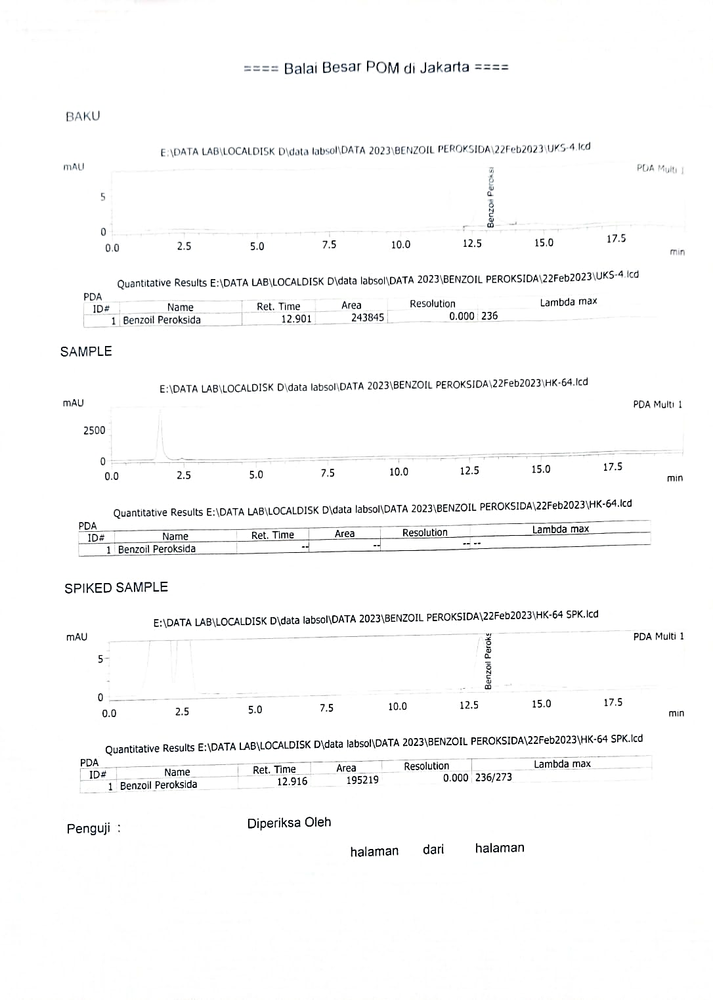 ==== Balai Besar POM di Jakarta ====
BAKU
E:\DATA LAB\LOCALDISK D\data labsol\DATA 2023\BENZOIL PEROKSIDA\22Feb2023\UKS-4.lcd
mAU
PDA Multi 1
Benzoil Peroksi
5
0
0.0 2.5 5.0 7.5 10.0 12.5 15.0 17.5
min
Quantitative Results E:\DATA LAB\LOCALDISK D\data labsol\DATA 2023\BENZOIL PEROKSIDA\22Feb2023\UKS-4.lcd
PDA
ID# Name Ret. Time Area Resolution Lambda max
1 Benzoil Peroksida 12.901 243845 0.000 236
SAMPLE
E:\DATA LAB\LOCALDISK D\data labsol\DATA 2023\BENZOIL PEROKSIDA\22Feb2023\HK-64.lcd
mAU
PDA Multi 1
2500
0
0.0 2.5 5.0 7.5 10.0 12.5 15.0 17.5
min
Quantitative Results E:\DATA LAB\LOCALDISK D\data labsol\DATA 2023\BENZOIL PEROKSIDA\22Feb2023\HK-64.lcd
PDA
ID# Name Ret. Time Area Resolution Lambda max
1 Benzoil Peroksida -- -- -- --
SPIKED SAMPLE
E:\DATA LAB\LOCALDISK D\data labsol\DATA 2023\BENZOIL PEROKSIDA\22Feb2023\HK-64 SPK.lcd
mAU
PDA Multi 1
Benzoil Peroks
5
0
0.0 2.5 5.0 7.5 10.0 12.5 15.0 17.5
min
Quantitative Results E:\DATA LAB\LOCALDISK D\data labsol\DATA 2023\BENZOIL PEROKSIDA\22Feb2023\HK-64 SPK.lcd
PDA
ID# Name Ret. Time Area Resolution Lambda max
1 Benzoil Peroksida 12.916 195219 0.000 236/273
Penguji : Diperiksa Oleh
halaman dari halaman